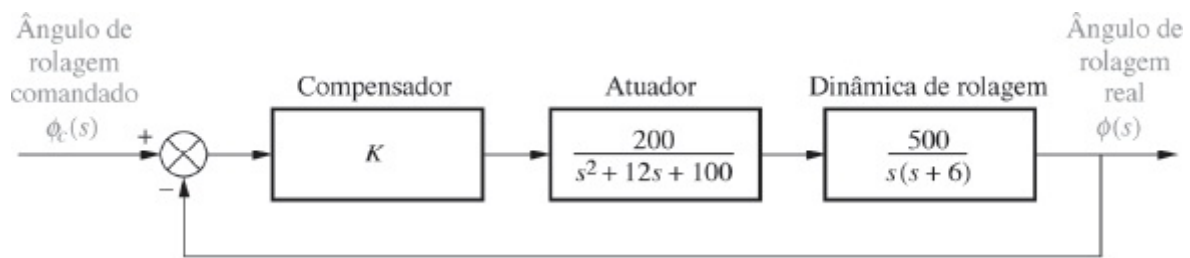 Ângulo de
rolagem
comandado
ϕc(s)
+
−
Compensador
K
Atuador
200
s² + 12s + 100
Dinâmica de rolagem
500
s(s + 6)
Ângulo de
rolagem
real
ϕ(s)